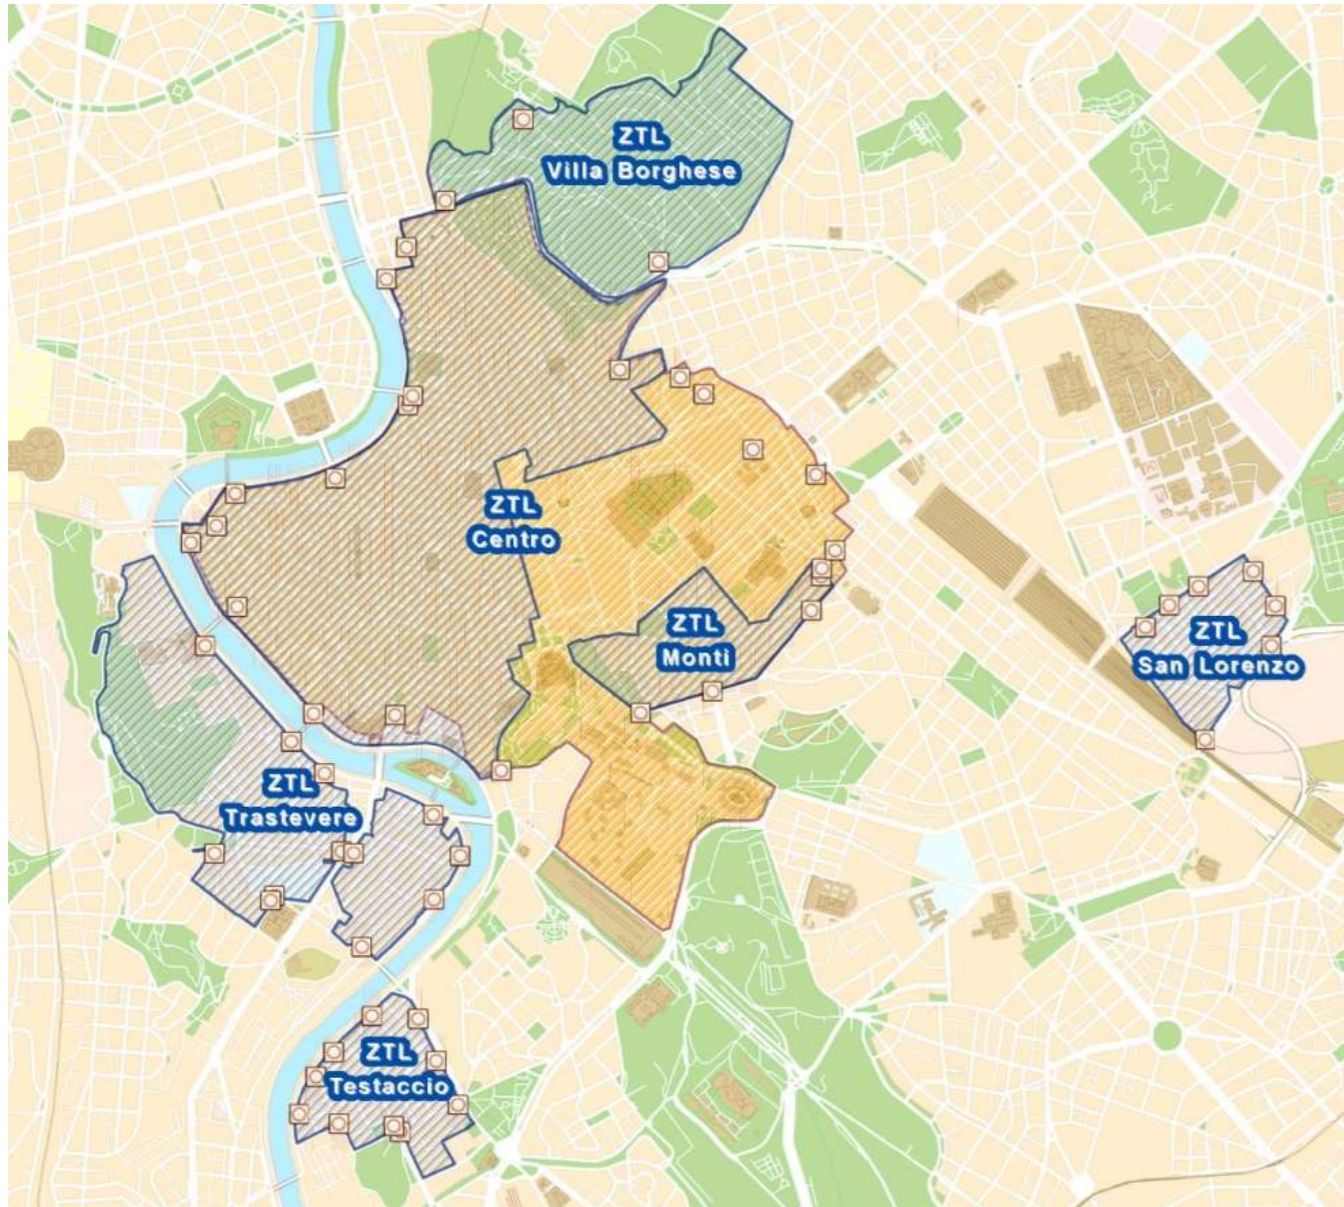 ZTL
Villa Borghese
ZTL
Centro
ZTL
Monti
ZTL
San Lorenzo
ZTL
Trastevere
ZTL
Testaccio